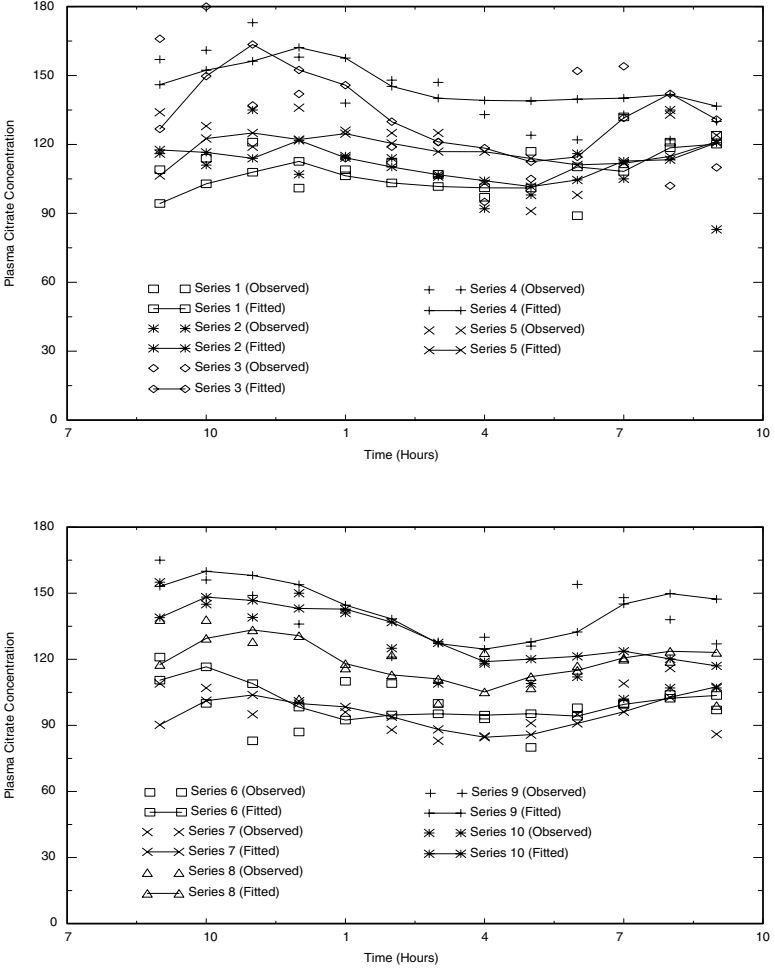 180
150
120
90
60
30
0
Plasma Citrate Concentration
Series 1 (Observed)
Series 1 (Fitted)
Series 2 (Observed)
Series 2 (Fitted)
Series 3 (Observed)
Series 3 (Fitted)
Series 4 (Observed)
Series 4 (Fitted)
Series 5 (Observed)
Series 5 (Fitted)
7 10 1 4 7 10
Time (Hours)
180
150
120
90
60
30
0
Plasma Citrate Concentration
Series 6 (Observed)
Series 6 (Fitted)
Series 7 (Observed)
Series 7 (Fitted)
Series 8 (Observed)
Series 8 (Fitted)
Series 9 (Observed)
Series 9 (Fitted)
Series 10 (Observed)
Series 10 (Fitted)
7 10 1 4 7 10
Time (Hours)